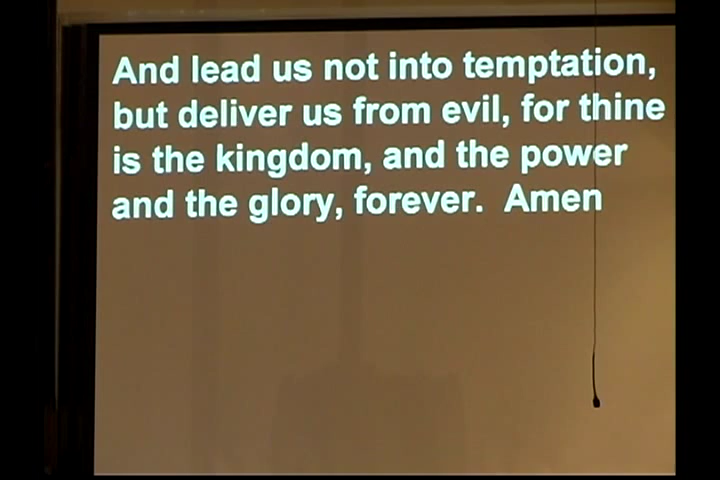 And lead us not into temptation,
but deliver us from evil, for thine
is the kingdom, and the power
and the glory, forever.  Amen